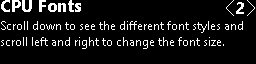 CPU Fonts 2
Scroll down to see the different font styles and
scroll left and right to change the font size.